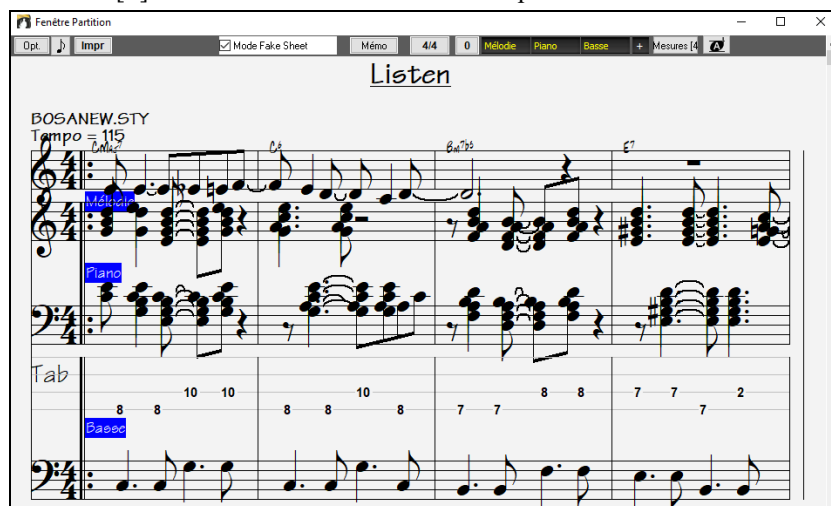 Fenêtre Partition
Opt. Impr Mode Fake Sheet Mémo 4/4 0 Mélodie Piano Basse + Mesures [4
Listen
BOSANEW.STY
Tempo = 115
CMaj7 C6 Bm7b5 E7
Mélodie
Piano
Tab
10 10 10 8 8 7 7 2
8 8 8 8 8 7 7 7
Basse